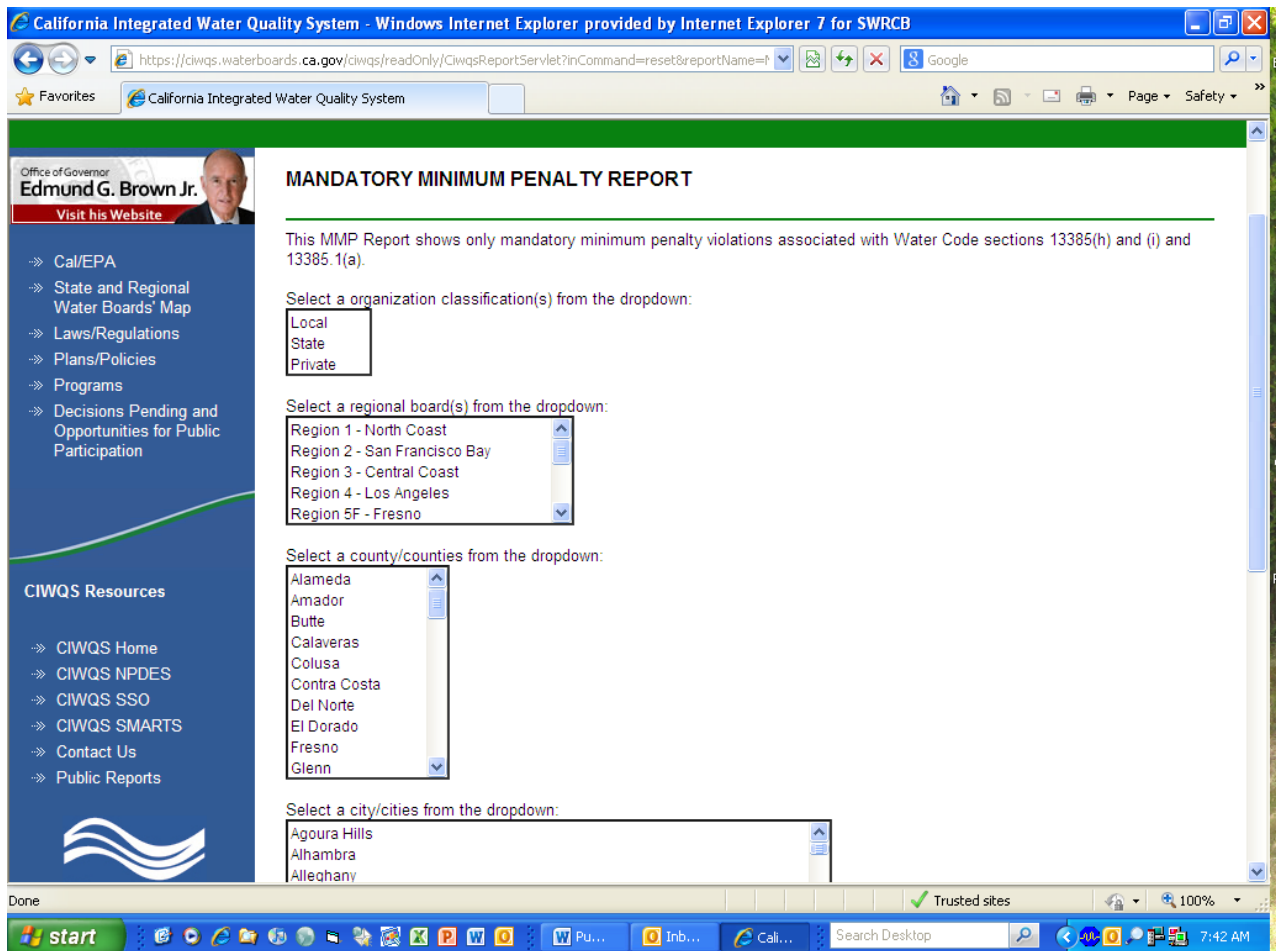 California Integrated Water Quality System - Windows Internet Explorer provided by Internet Explorer 7 for SWRCB
https://ciwqs.waterboards.ca.gov/ciwqs/readOnly/CiwqsReportServlet?inCommand=reset&reportName=
Google
Favorites
California Integrated Water Quality System
Page
Safety
Office of Governor
Edmund G. Brown Jr.
Visit his Website
Cal/EPA
State and Regional
Water Boards' Map
Laws/Regulations
Plans/Policies
Programs
Decisions Pending and
Opportunities for Public
Participation
CIWQS Resources
CIWQS Home
CIWQS NPDES
CIWQS SSO
CIWQS SMARTS
Contact Us
Public Reports
MANDATORY MINIMUM PENALTY REPORT
This MMP Report shows only mandatory minimum penalty violations associated with Water Code sections 13385(h) and (i) and
13385.1(a).
Select a organization classification(s) from the dropdown:
Local
State
Private
Select a regional board(s) from the dropdown:
Region 1 - North Coast
Region 2 - San Francisco Bay
Region 3 - Central Coast
Region 4 - Los Angeles
Region 5F - Fresno
Select a county/counties from the dropdown:
Alameda
Amador
Butte
Calaveras
Colusa
Contra Costa
Del Norte
El Dorado
Fresno
Glenn
Select a city/cities from the dropdown:
Agoura Hills
Alhambra
Alleghany
Done
Trusted sites
100%
start
Pu...
Inb...
Cali...
Search Desktop
7:42 AM